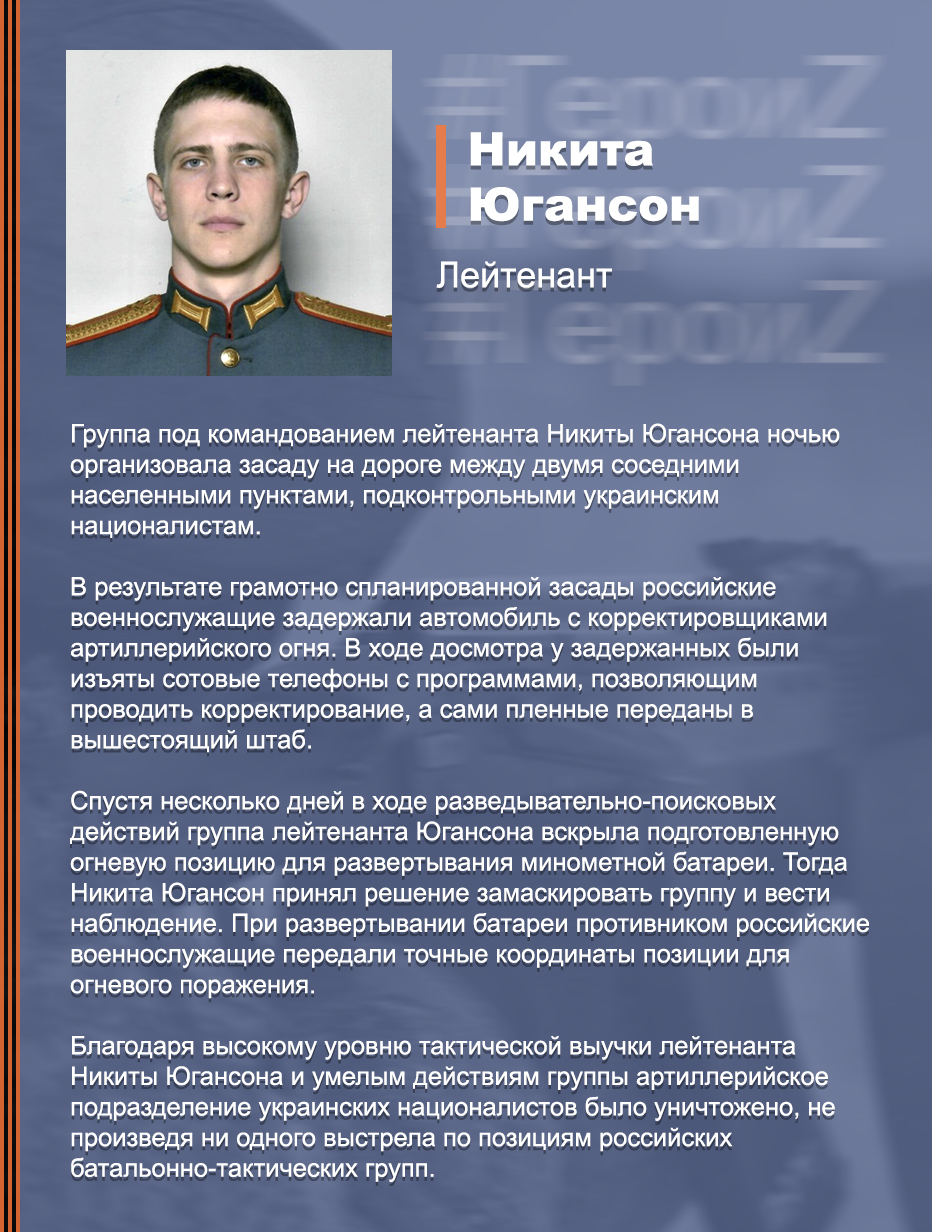 #ГероиZ
Никита
#ГероиZ
Югансон
Лейтенант
#ГероиZ
Группа под командованием лейтенанта Никиты Югансона ночью
организовала засаду на дороге между двумя соседними
населенными пунктами, подконтрольными украинским
националистам.
В результате грамотно спланированной засады российские
военнослужащие задержали автомобиль с корректировщиками
артиллерийского огня. В ходе досмотра у задержанных были
изъяты сотовые телефоны с программами, позволяющим
проводить корректирование, а сами пленные переданы в
вышестоящий штаб.
Спустя несколько дней в ходе разведывательно-поисковых
действий группа лейтенанта Югансона вскрыла подготовленную
огневую позицию для развертывания минометной батареи. Тогда
Никита Югансон принял решение замаскировать группу и вести
наблюдение. При развертывании батареи противником российские
военнослужащие передали точные координаты позиции для
огневого поражения.
Благодаря высокому уровню тактической выучки лейтенанта
Никиты Югансона и умелым действиям группы артиллерийское
подразделение украинских националистов было уничтожено, не
произведя ни одного выстрела по позициям российских
батальонно-тактических групп.